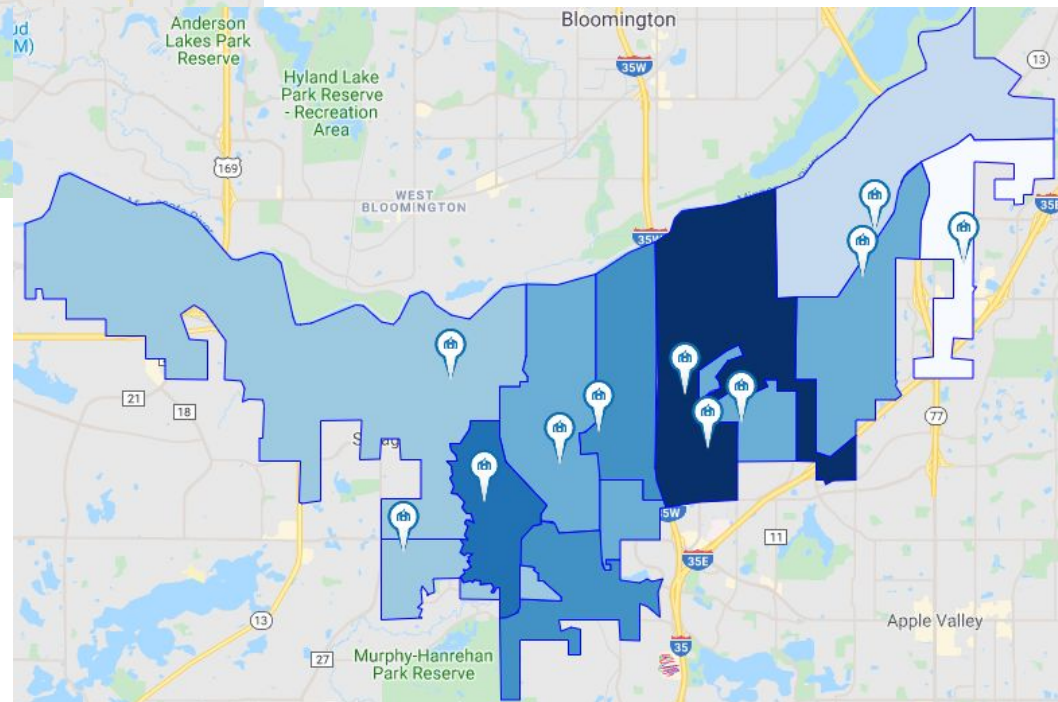 Bloomington
Anderson
Lakes Park
Reserve
M)
35W
13
Hyland Lake
Park Reserve
- Recreation
Area
169
WEST
BLOOMINGTON
35W
35E
21
18
77
35W
11
35E
13
Apple Valley
35
27
Murphy-Hanrehan
Park Reserve